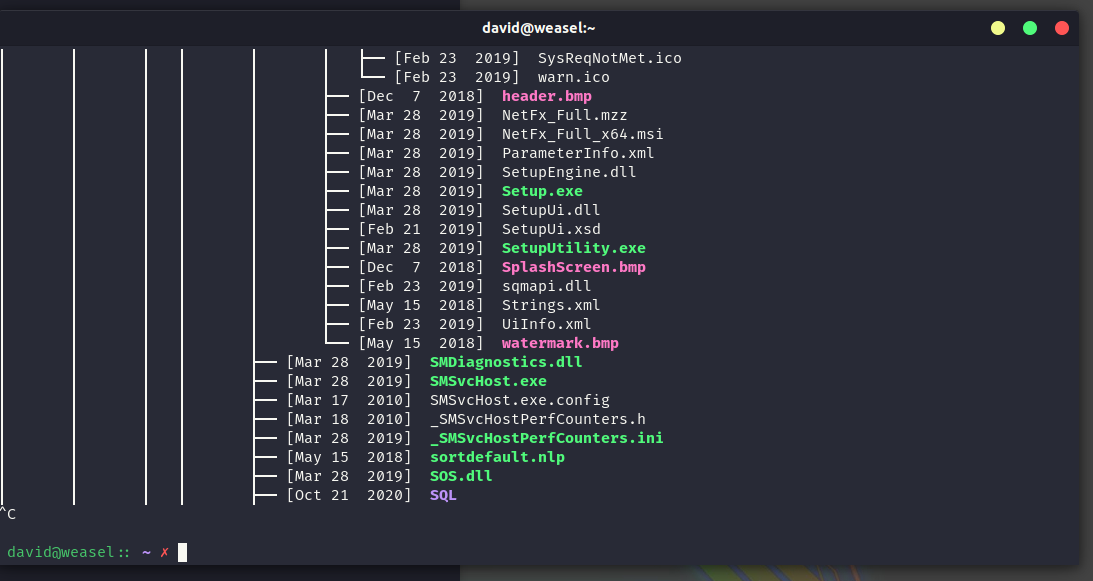 david@weasel:~
├── [Feb 23  2019]  SysReqNotMet.ico
└── [Feb 23  2019]  warn.ico
├── [Dec  7  2018]  header.bmp
├── [Mar 28  2019]  NetFx_Full.mzz
├── [Mar 28  2019]  NetFx_Full_x64.msi
├── [Mar 28  2019]  ParameterInfo.xml
├── [Mar 28  2019]  SetupEngine.dll
├── [Mar 28  2019]  Setup.exe
├── [Mar 28  2019]  SetupUi.dll
├── [Feb 21  2019]  SetupUi.xsd
├── [Mar 28  2019]  SetupUtility.exe
├── [Dec  7  2018]  SplashScreen.bmp
├── [Feb 23  2019]  sqmapi.dll
├── [May 15  2018]  Strings.xml
├── [Feb 23  2019]  UiInfo.xml
└── [May 15  2018]  watermark.bmp
├── [Mar 28  2019]  SMDiagnostics.dll
├── [Mar 28  2019]  SMSvcHost.exe
├── [Mar 17  2010]  SMSvcHost.exe.config
├── [Mar 18  2010]  _SMSvcHostPerfCounters.h
├── [Mar 28  2019]  _SMSvcHostPerfCounters.ini
├── [May 15  2018]  sortdefault.nlp
├── [Mar 28  2019]  SOS.dll
├── [Oct 21  2020]  SQL
^C
david@weasel:: ~ ✗